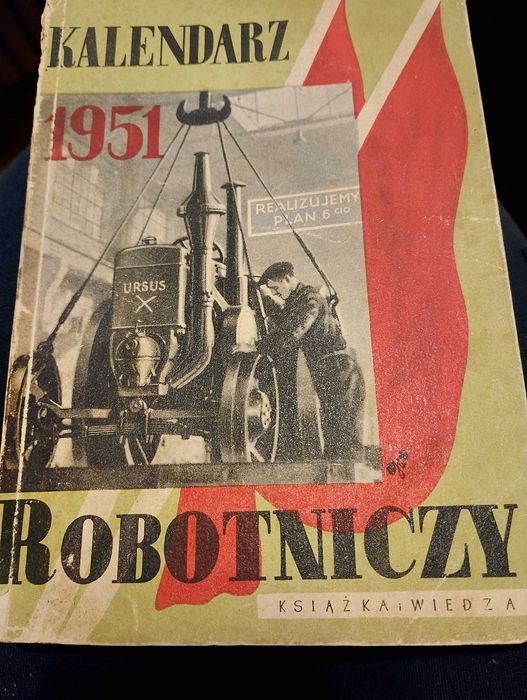 KALENDARZ
1951
REALIZUJEMY
PLAN 6 cio
URSUS
ROBOTNICZY
KSIĄŻKA i WIEDZA